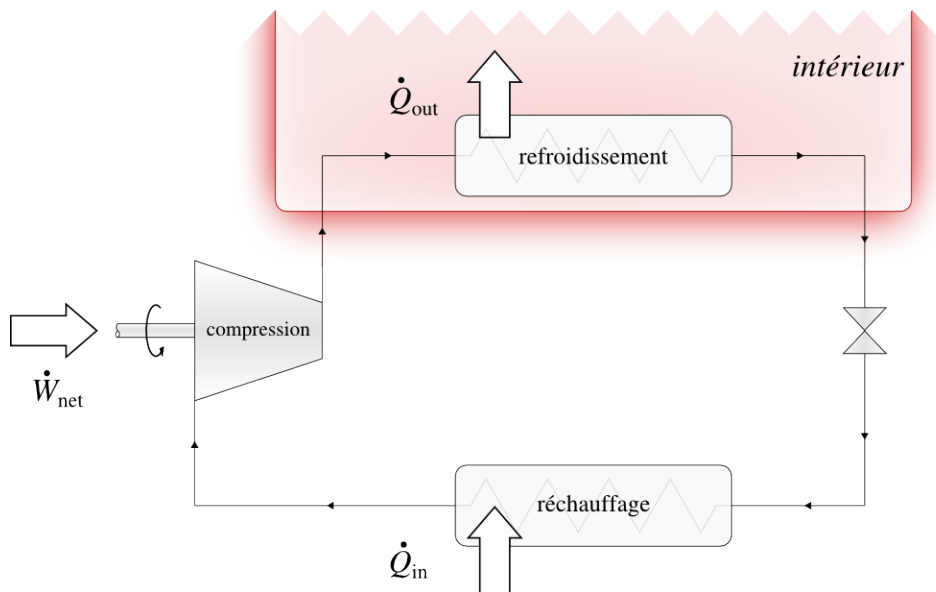 intérieur
Q̇out
refroidissement
compression
Ẇnet
réchauffage
Q̇in